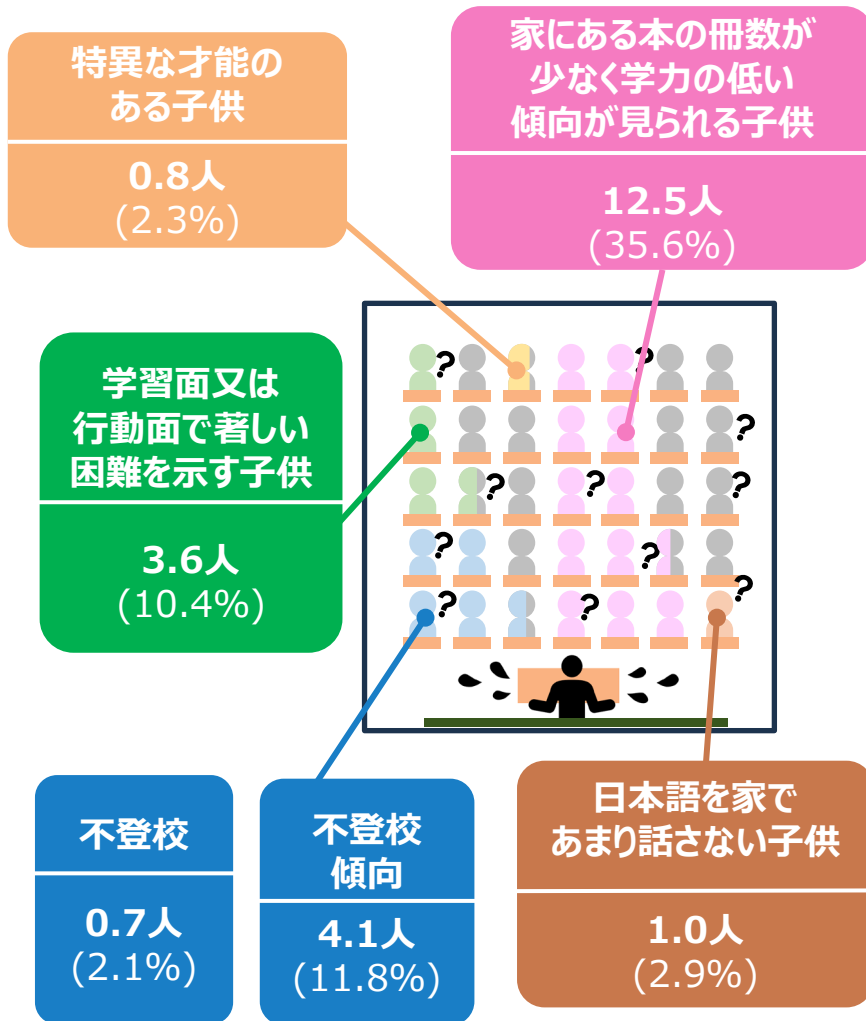 特異な才能の
ある子供
0.8人
(2.3%)
家にある本の冊数が
少なく学力の低い
傾向が見られる子供
12.5人
(35.6%)
学習面又は
行動面で著しい
困難を示す子供
3.6人
(10.4%)
?
?
?
?
?
?
?
?
?
?
?
不登校
0.7人
(2.1%)
不登校
傾向
4.1人
(11.8%)
日本語を家で
あまり話さない子供
1.0人
(2.9%)